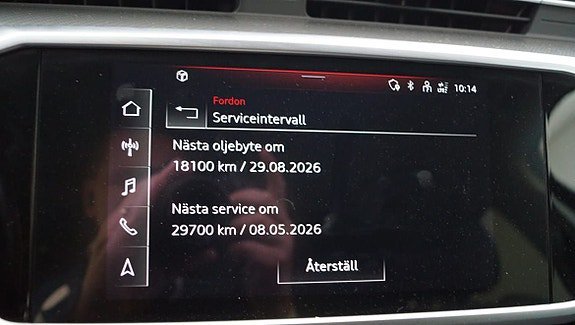 10:14
Fordon
Serviceintervall
Nästa oljebyte om
18100 km / 29.08.2026
Nästa service om
29700 km / 08.05.2026
Återställ